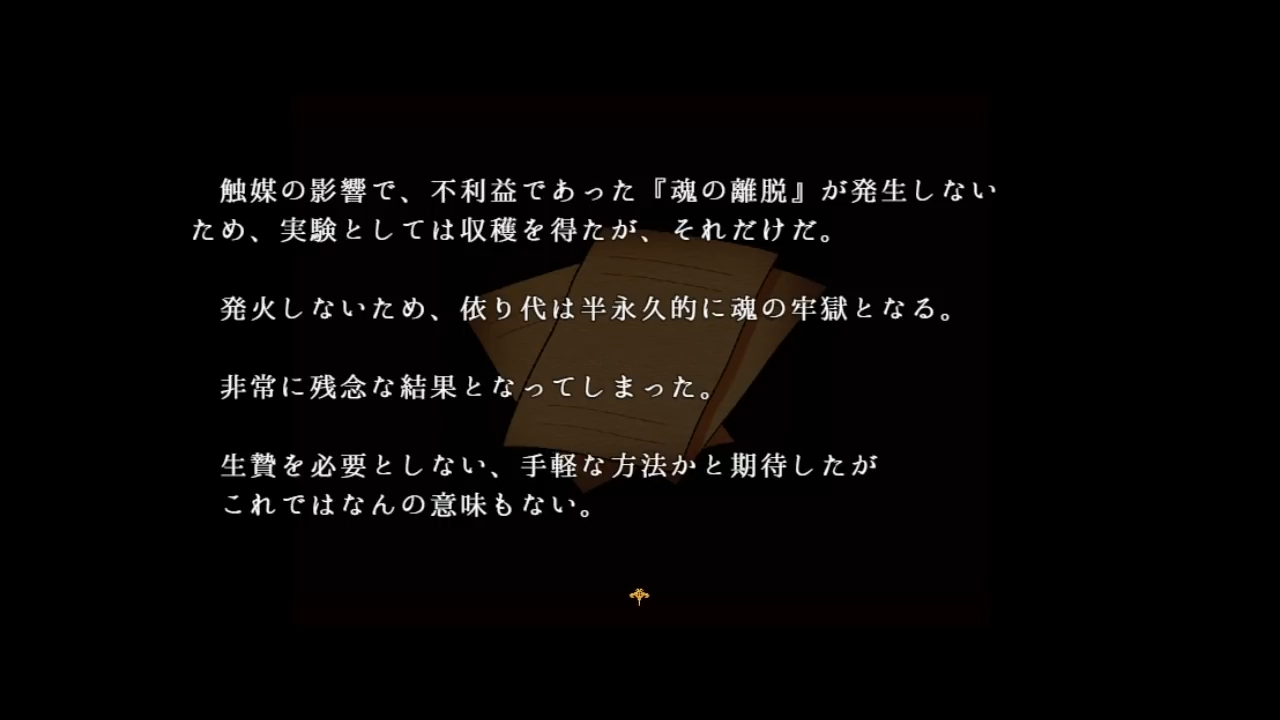 触媒の影響で、不利益であった『魂の離脱』が発生しない
ため、実験としては収穫を得たが、それだけだ。
発火しないため、依り代は半永久的に魂の牢獄となる。
非常に残念な結果となってしまった。
生贄を必要としない、手軽な方法かと期待したが
これではなんの意味もない。